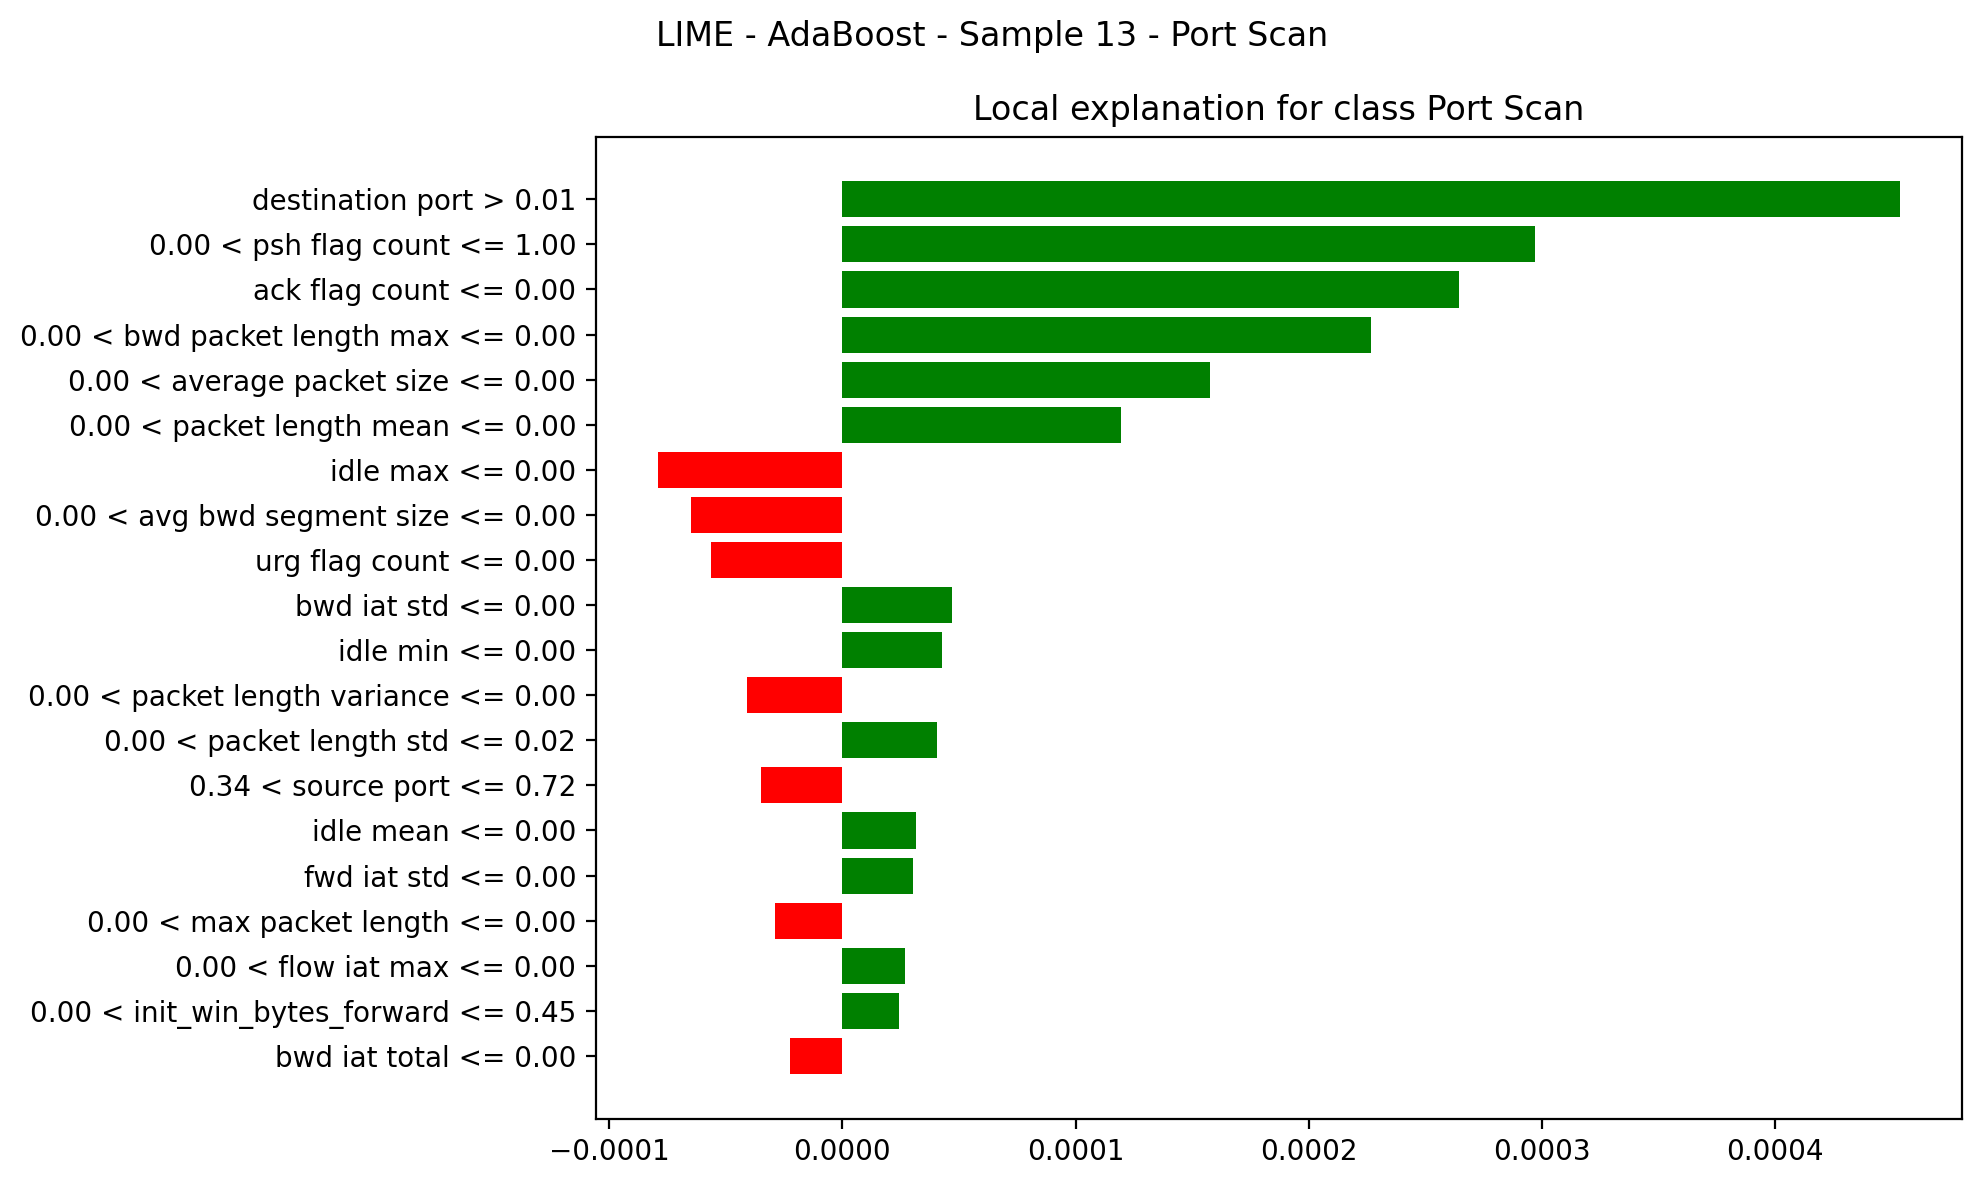 LIME - AdaBoost - Sample 13 - Port Scan
Local explanation for class Port Scan
destination port > 0.01
0.00 < psh flag count <= 1.00
ack flag count <= 0.00
0.00 < bwd packet length max <= 0.00
0.00 < average packet size <= 0.00
0.00 < packet length mean <= 0.00
idle max <= 0.00
0.00 < avg bwd segment size <= 0.00
urg flag count <= 0.00
bwd iat std <= 0.00
idle min <= 0.00
0.00 < packet length variance <= 0.00
0.00 < packet length std <= 0.02
0.34 < source port <= 0.72
idle mean <= 0.00
fwd iat std <= 0.00
0.00 < max packet length <= 0.00
0.00 < flow iat max <= 0.00
0.00 < init_win_bytes_forward <= 0.45
bwd iat total <= 0.00
−0.0001 0.0000 0.0001 0.0002 0.0003 0.0004